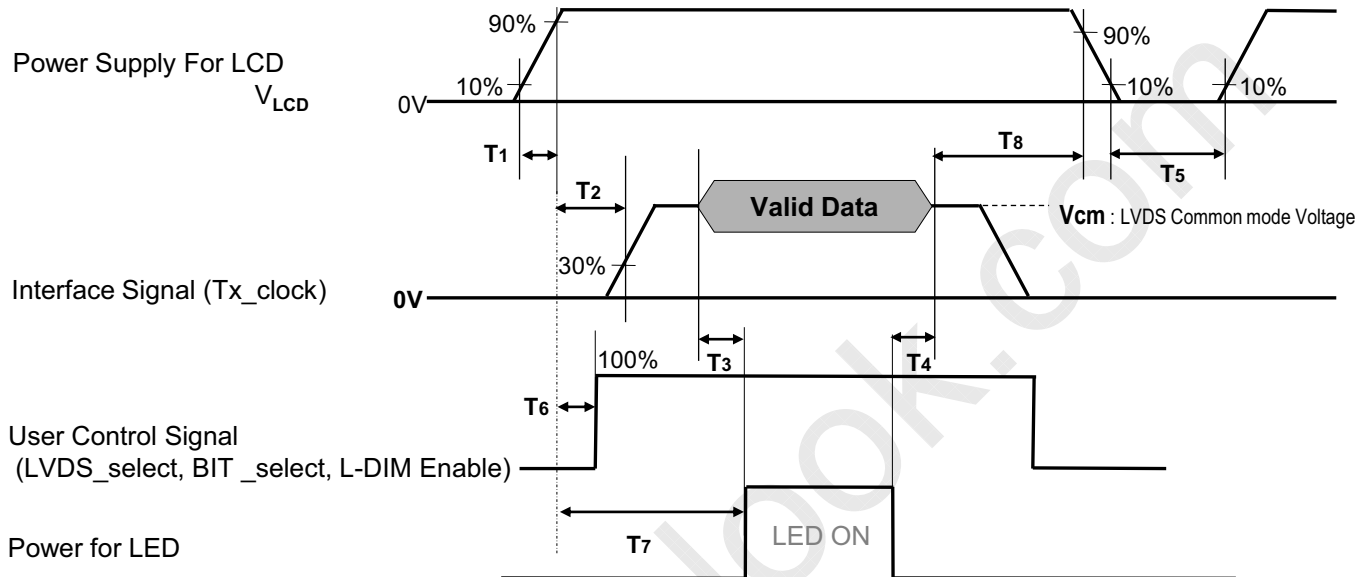 90%
90%
Power Supply For LCD
VLCD
10%
10%
10%
0V
T1
T8
T5
T2
Valid Data
Vcm : LVDS Common mode Voltage
30%
Interface Signal (Tx_clock)
0V
T3
T4
100%
T6
User Control Signal
(LVDS_select, BIT _select, L-DIM Enable)
T7
LED ON
Power for LED
look.com